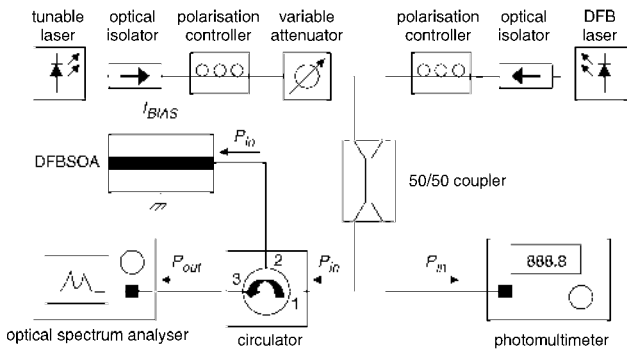 tunable laser
optical isolator
polarisation controller
variable attenuator
polarisation controller
optical isolator
DFB laser
I_BIAS
P_in
DFBSOA
50/50 coupler
P_out
3
2
1
P_in
P_in
888.8
optical spectrum analyser
circulator
photomultimeter